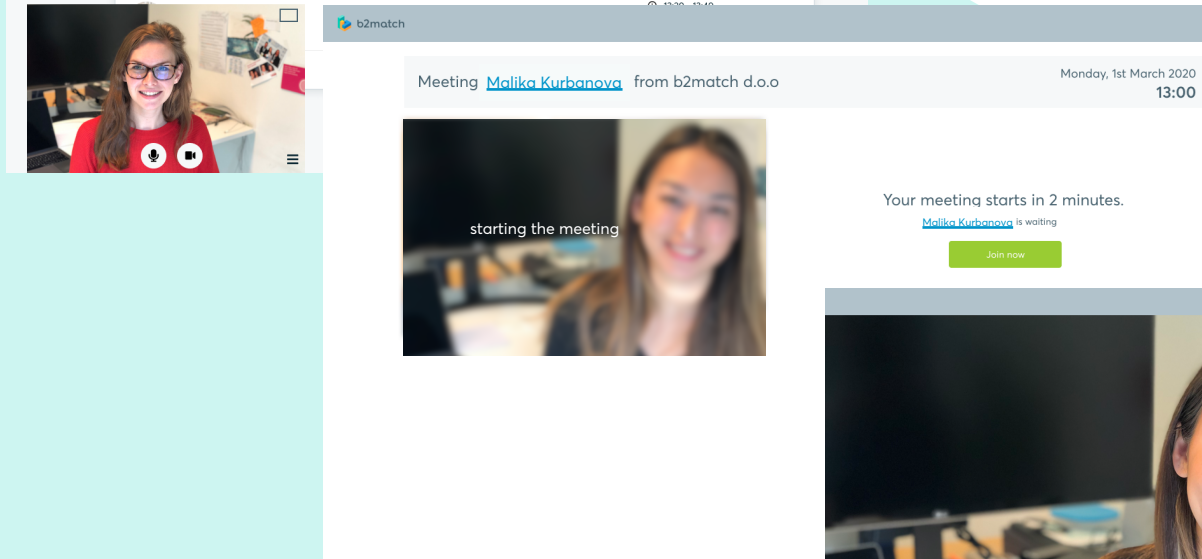 b2match
Meeting Malika Kurbanova from b2match d.o.o
Monday, 1st March 2020
13:00
starting the meeting
Your meeting starts in 2 minutes.
Malika Kurbanova is waiting
Join now